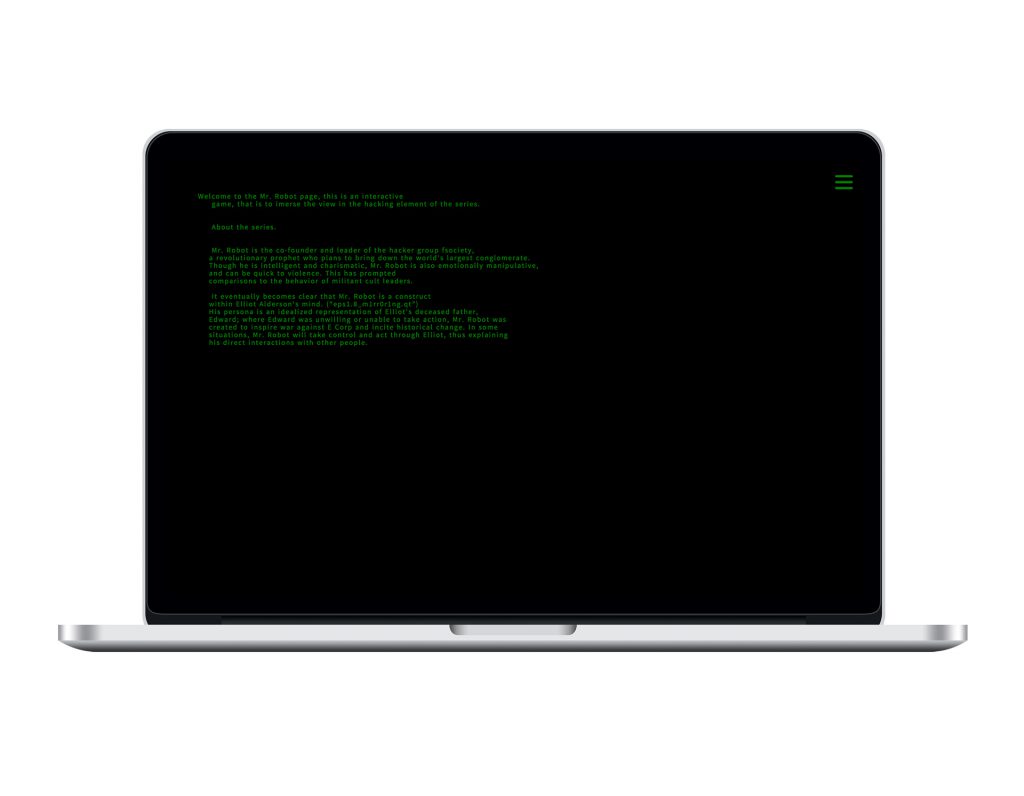 Welcome to the Mr. Robot page, this is an interactive
game, that is to imerse the view in the hacking element of the series.
About the series.
Mr. Robot is the co-founder and leader of the hacker group fsociety,
a revolutionary prophet who plans to bring down the world's largest conglomerate.
Though he is intelligent and charismatic, Mr. Robot is also emotionally manipulative,
and can be quick to violence. This has prompted
comparisons to the behavior of militant cult leaders.
It eventually becomes clear that Mr. Robot is a construct
within Elliot Alderson's mind. ("eps1.8_m1rr0r1ng.qt")
His persona is an idealized representation of Elliot's deceased father,
Edward; where Edward was unwilling or unable to take action, Mr. Robot was
created to inspire war against E Corp and incite historical change. In some
situations, Mr. Robot will take control and act through Elliot, thus explaining
his direct interactions with other people.